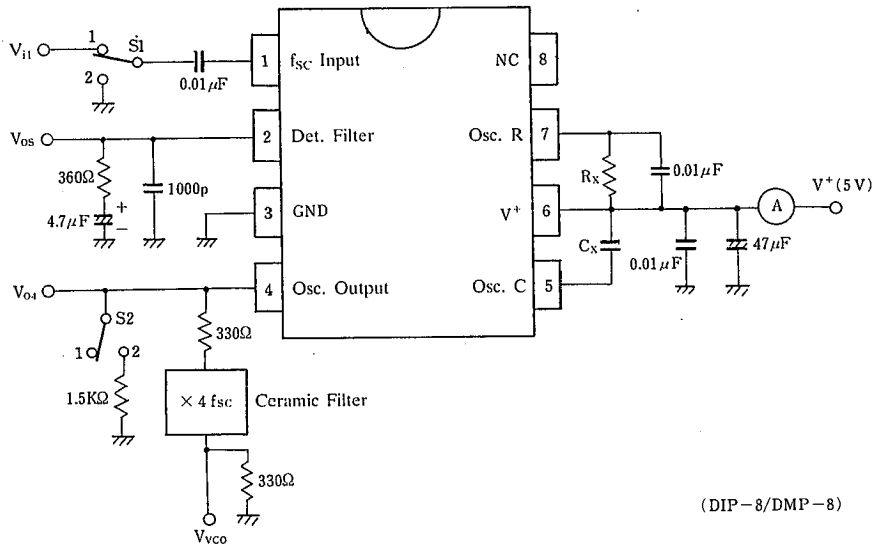 Vi1
1
2
S1
0.01μF
1
fSC Input
NC
8
VOS
360Ω
4.7μF
+
−
1000p
2
Det. Filter
Osc. R
7
RX
0.01μF
3
GND
V+
6
A
V+(5V)
CX
0.01μF
47μF
VO4
4
Osc. Output
Osc. C
5
S2
1
2
1.5KΩ
330Ω
×4fsc
Ceramic Filter
330Ω
VVCO
(DIP−8/DMP−8)